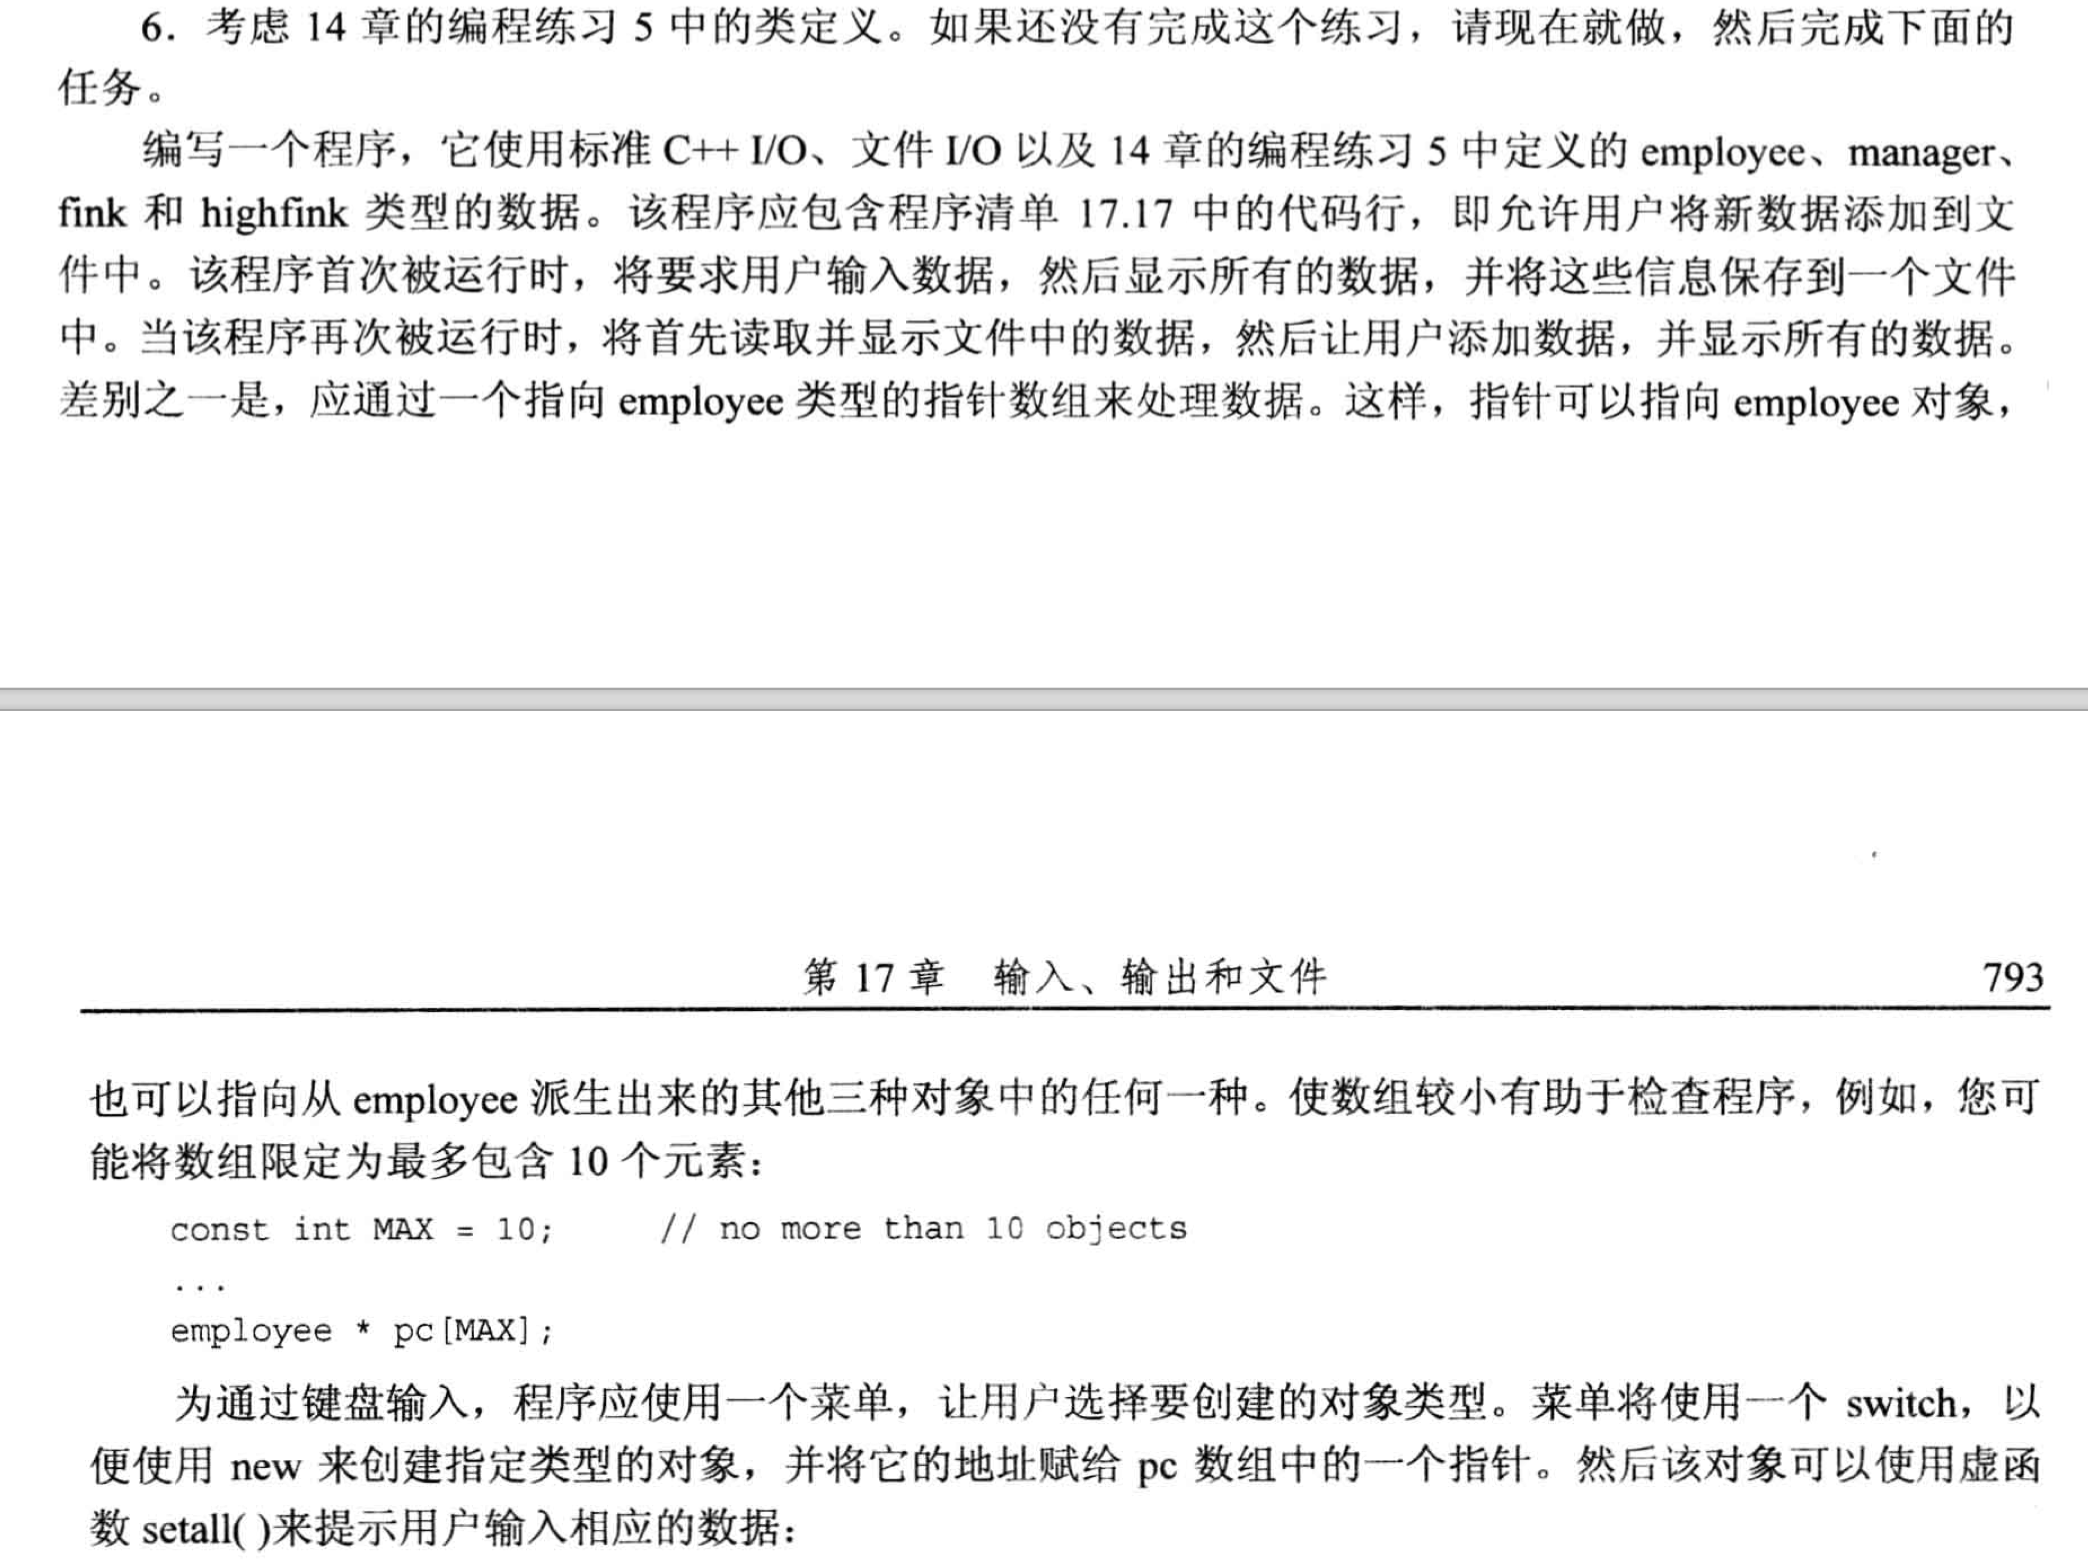 6. 考虑 14 章的编程练习 5 中的类定义。如果还没有完成这个练习，请现在就做，然后完成下面的
任务。
编写一个程序，它使用标准 C++ I/O、文件 I/O 以及 14 章的编程练习 5 中定义的 employee、manager、
fink 和 highfink 类型的数据。该程序应包含程序清单 17.17 中的代码行，即允许用户将新数据添加到文
件中。该程序首次被运行时，将要求用户输入数据，然后显示所有的数据，并将这些信息保存到一个文件
中。当该程序再次被运行时，将首先读取并显示文件中的数据，然后让用户添加数据，并显示所有的数据。
差别之一是，应通过一个指向 employee 类型的指针数组来处理数据。这样，指针可以指向 employee 对象，
第 17 章 输入、输出和文件 793
也可以指向从 employee 派生出来的其他三种对象中的任何一种。使数组较小有助于检查程序，例如，您可
能将数组限定为最多包含 10 个元素：
const int MAX = 10; // no more than 10 objects
...
employee * pc[MAX];
为通过键盘输入，程序应使用一个菜单，让用户选择要创建的对象类型。菜单将使用一个 switch，以
便使用 new 来创建指定类型的对象，并将它的地址赋给 pc 数组中的一个指针。然后该对象可以使用虚函
数 setall( )来提示用户输入相应的数据：